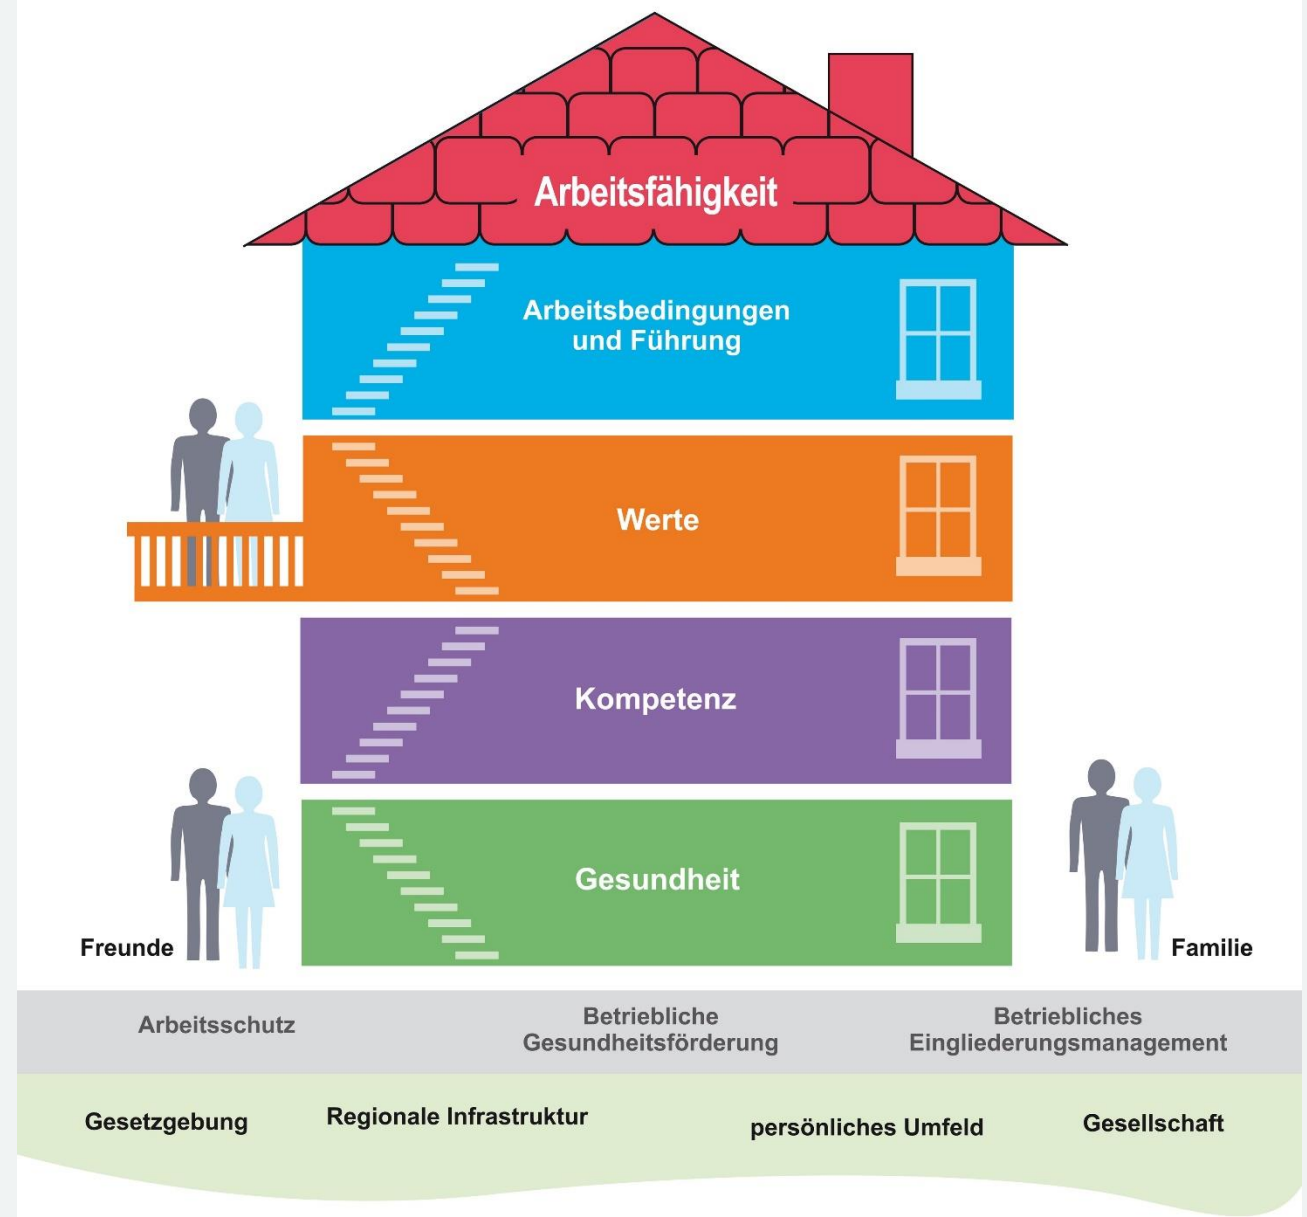 Arbeitsfähigkeit
Arbeitsbedingungen
und Führung
Werte
Kompetenz
Gesundheit
Freunde
Familie
Arbeitsschutz
Betriebliche
Gesundheitsförderung
Betriebliches
Eingliederungsmanagement
Gesetzgebung
Regionale Infrastruktur
persönliches Umfeld
Gesellschaft